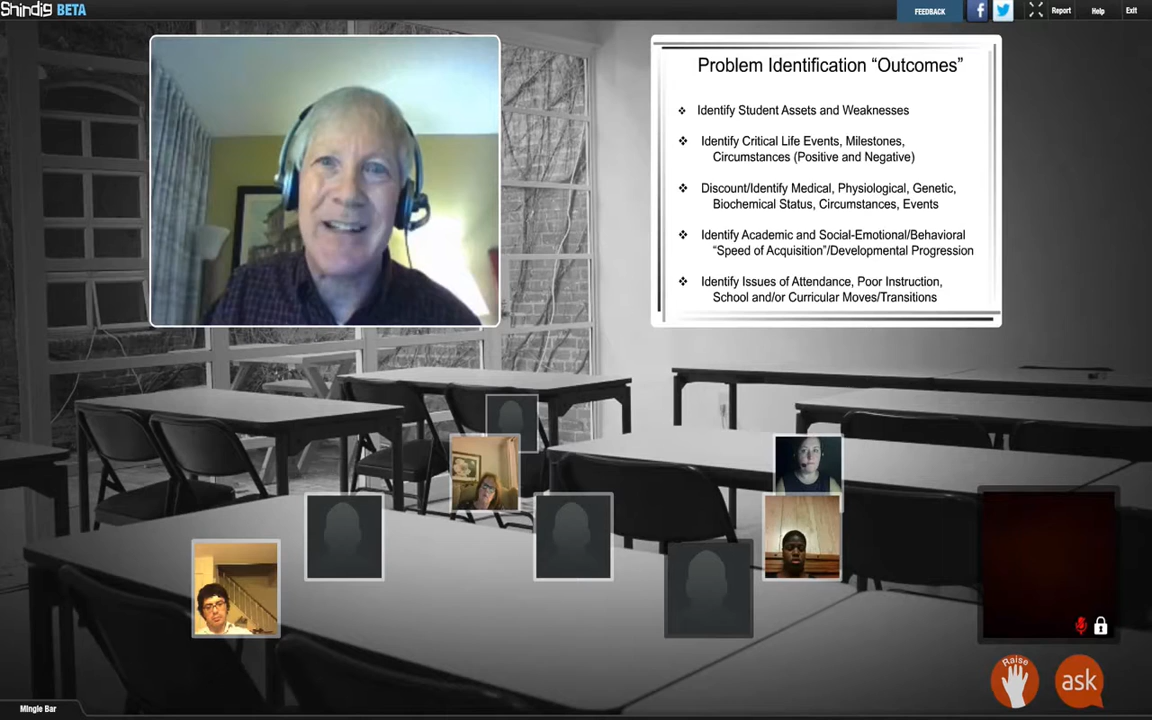 Shindig BETA
FEEDBACK
Report
Help
Exit
Problem Identification “Outcomes”
Identify Student Assets and Weaknesses
Identify Critical Life Events, Milestones,
Circumstances (Positive and Negative)
Discount/Identify Medical, Physiological, Genetic,
Biochemical Status, Circumstances, Events
Identify Academic and Social-Emotional/Behavioral
“Speed of Acquisition”/Developmental Progression
Identify Issues of Attendance, Poor Instruction,
School and/or Curricular Moves/Transitions
Raise
ask
Mingle Bar